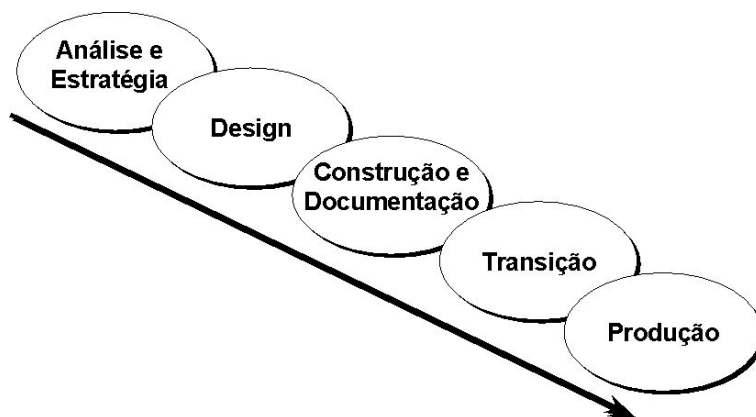 Análise e
Estratégia
Design
Construção e
Documentação
Transição
Produção